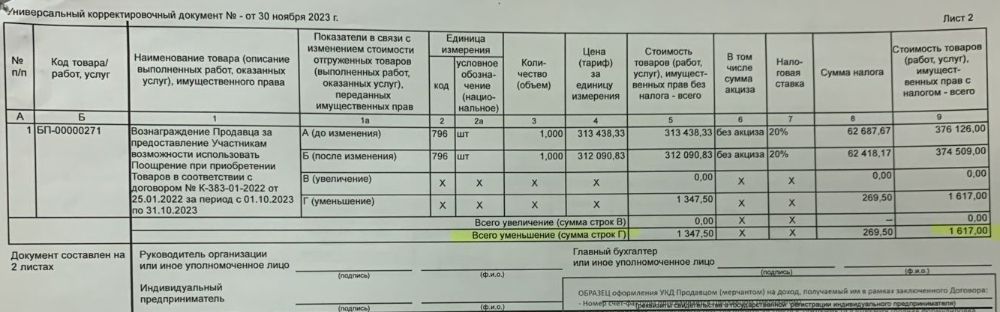 Универсальный корректировочный документ № - от 30 ноября 2023 г.
Лист 2
№ п/п
Код товара/ работ, услуг
Наименование товара (описание
выполненных работ, оказанных
услуг), имущественного права
Показатели в связи с
изменением стоимости
отгруженных товаров
(выполненных работ,
оказанных услуг),
переданных
имущественных прав
Единица
измерения
код
условное
обозна-
чение
(нацио-
нальное)
Коли-
чество
(объем)
Цена
(тариф)
за
единицу
измерения
Стоимость
товаров (работ,
услуг), имущест-
венных прав без
налога - всего
В том
числе
сумма
акциза
Нало-
говая
ставка
Сумма налога
Стоимость товаров
(работ, услуг),
имущест-
венных прав с
налогом - всего
А Б 1 1а 2 2а 3 4 5 6 7 8 9
1 БП-00000271
Вознаграждение Продавца за
предоставление Участникам
возможности использовать
Поощрение при приобретении
Товаров в соответствии с
договором № К-383-01-2022 от
25.01.2022 за период с 01.10.2023
по 31.10.2023
А (до изменения) 796 шт 1,000 313 438,33 313 438,33 без акциза 20% 62 687,67 376 126,00
Б (после изменения) 796 шт 1,000 312 090,83 312 090,83 без акциза 20% 62 418,17 374 509,00
В (увеличение) Х Х Х Х 0,00 Х Х 0,00 0,00
Г (уменьшение) Х Х Х Х 1 347,50 Х Х 269,50 1 617,00
Всего увеличение (сумма строк В) 0,00 Х Х – 0,00
Всего уменьшение (сумма строк Г) 1 347,50 Х Х 269,50 1 617,00
Документ составлен на
2 листах
Руководитель организации
или иное уполномоченное лицо
(подпись) (ф.и.о.)
Главный бухгалтер
или иное уполномоченное лицо
(подпись) (ф.и.о.)
Индивидуальный
предприниматель
(подпись) (ф.и.о.)
ОБРАЗЕЦ оформления УКД Продавцом (мерчантом) на доход, получаемый им в рамках заключенного Договора:
- Номер
(реквизиты свидетельства о государственной регистрации индивидуального предпринимателя)